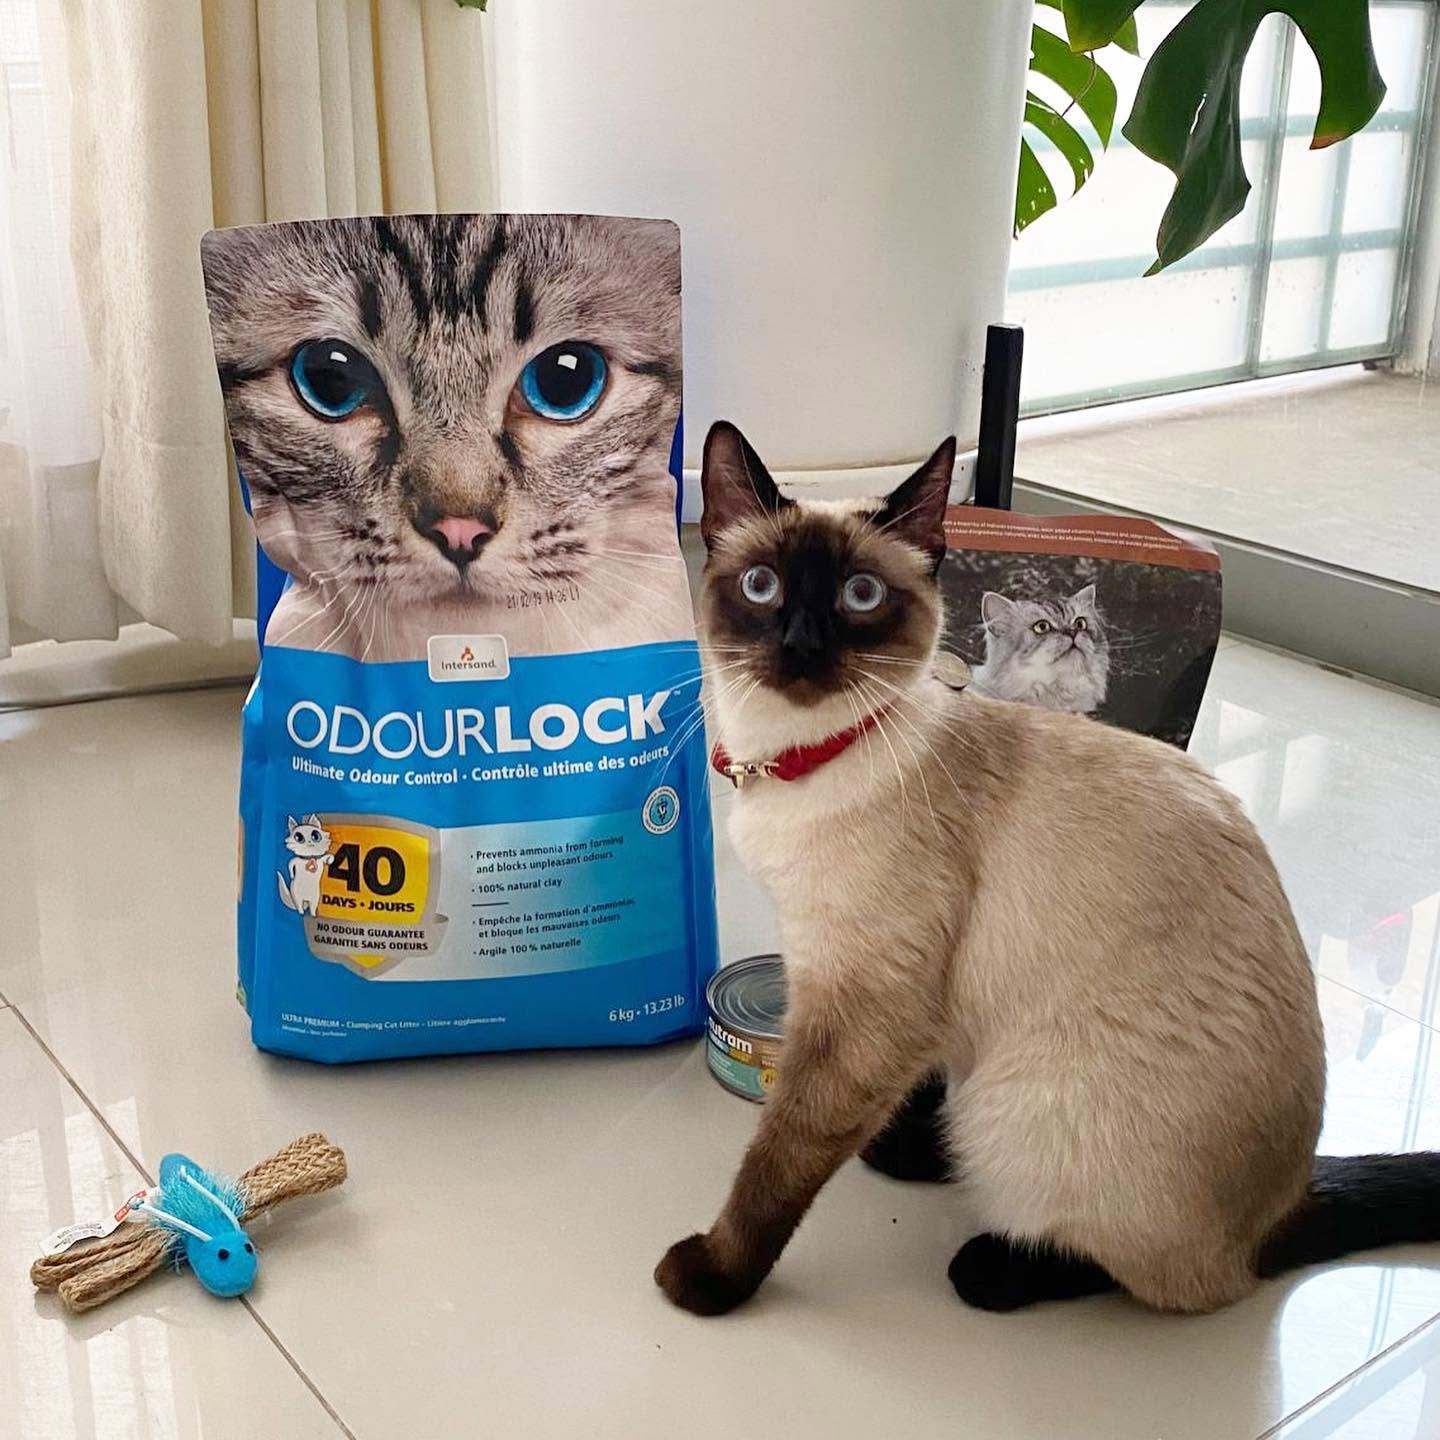 21/02/19 14:36 L1
Intersand
ODOURLOCK™
Ultimate Odour Control • Contrôle ultime des odeurs
40
DAYS • JOURS
NO ODOUR GUARANTEE
GARANTIE SANS ODEURS
• Prevents ammonia from forming
and blocks unpleasant odours
• 100% natural clay
• Empêche la formation d'ammoniac
et bloque les mauvaises odeurs
• Argile 100 % naturelle
ULTRA PREMIUM - Clumping Cat Litter - Litière agglomérante
6 kg • 13.23 lb
nutram